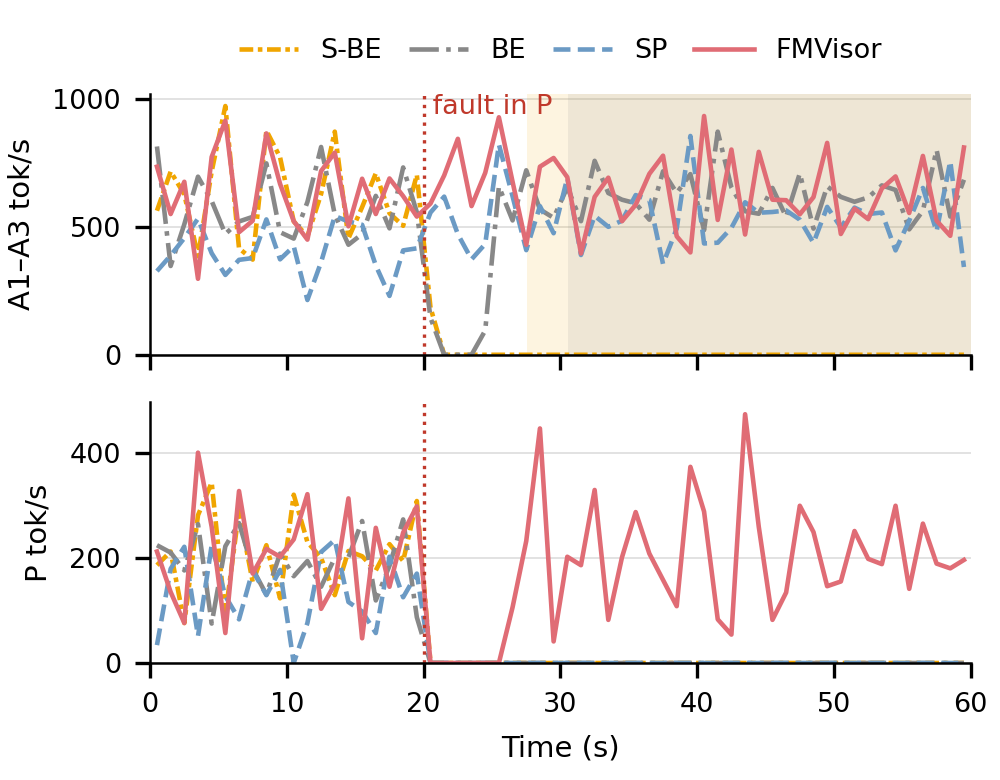 S-BE BE SP FMVisor
fault in P
1000
500
0
A1–A3 tok/s
400
200
0
P tok/s
0 10 20 30 40 50 60
Time (s)